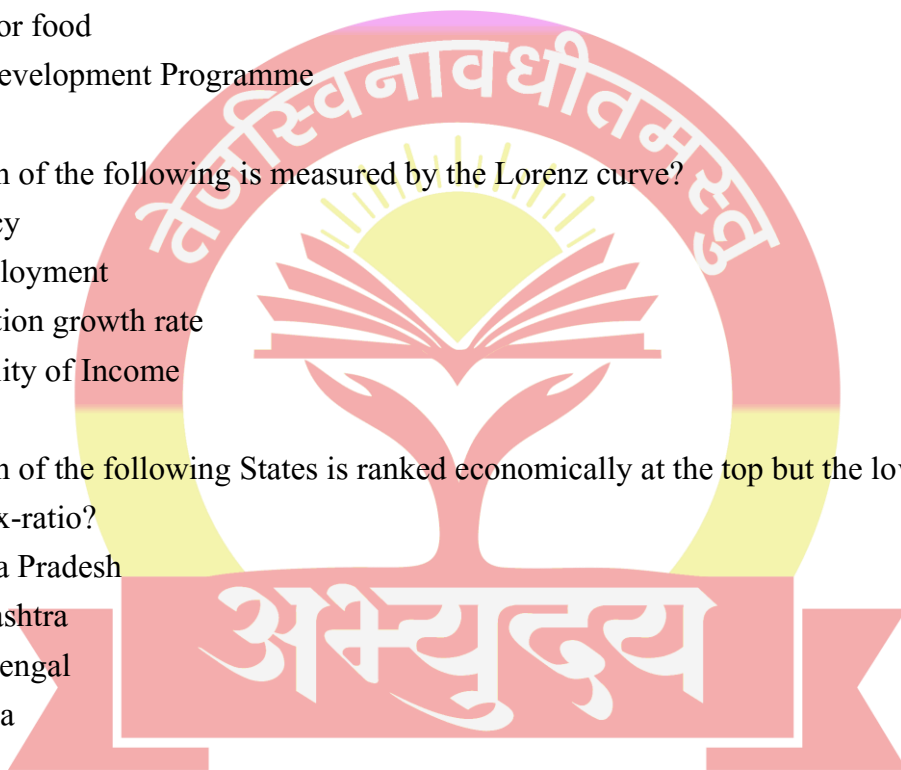 or food
evelopment Programme
तेजस्विनावधीतमस्तु
of the following is measured by the Lorenz curve?
cy
loyment
tion growth rate
lity of Income
of the following States is ranked economically at the top but the lo
x-ratio?
a Pradesh
ashtra
engal
a
अभ्युदय